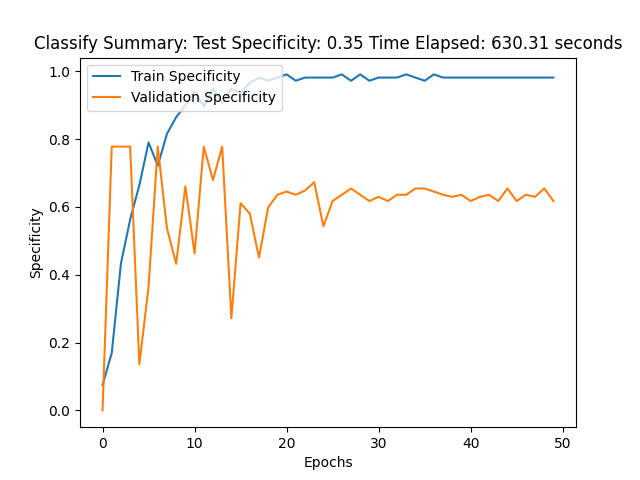 Classify Summary: Test Specificity: 0.35 Time Elapsed: 630.31 seconds
Train Specificity
Validation Specificity
1.0
0.8
0.6
0.4
0.2
0.0
Specificity
0 10 20 30 40 50
Epochs